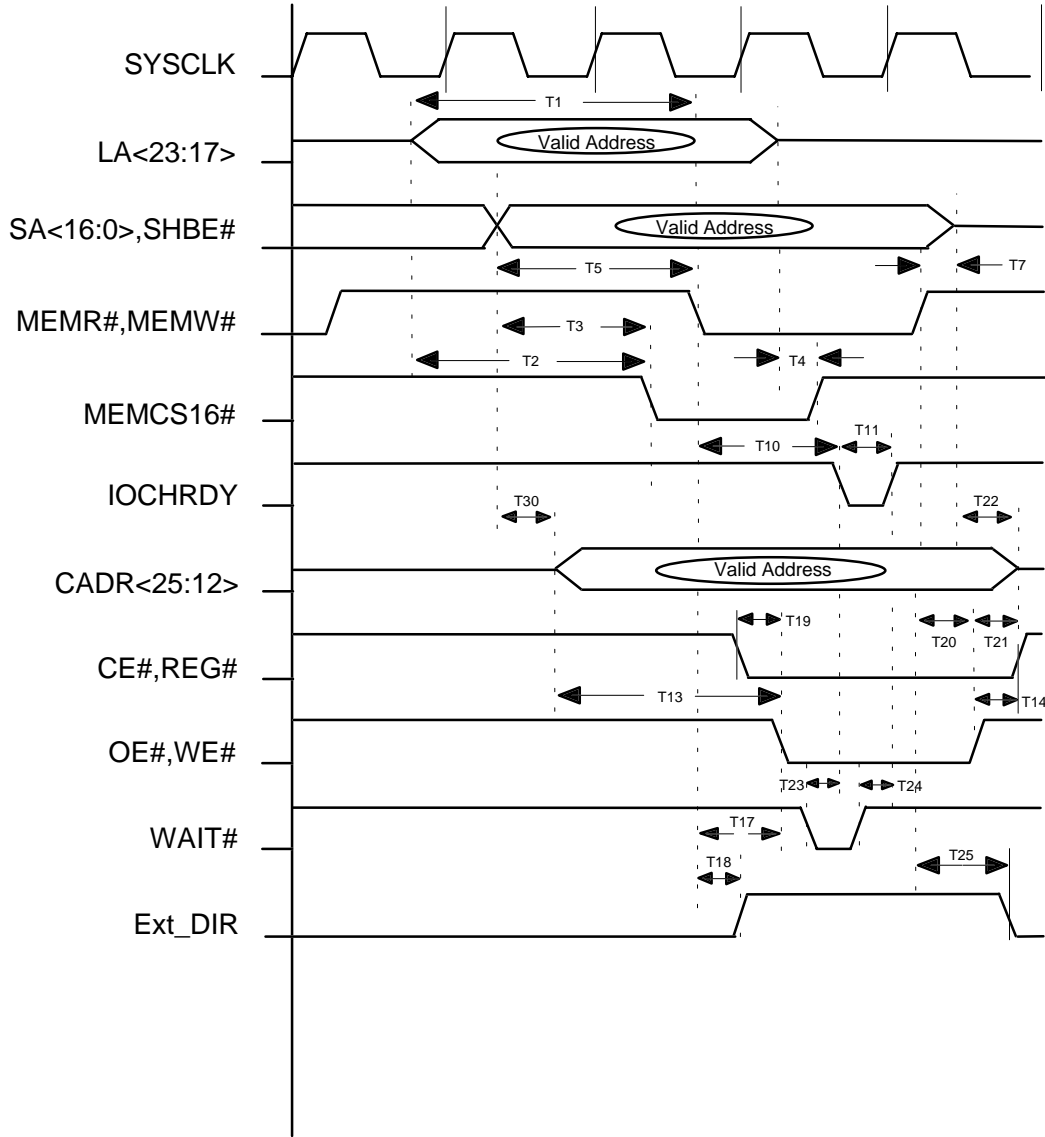 SYSCLK
T1
LA<23:17>
Valid Address
SA<16:0>,SHBE#
Valid Address
T5
T7
MEMR#,MEMW#
T3
T2
T4
MEMCS16#
T10
T11
IOCHRDY
T30
T22
CADR<25:12>
Valid Address
T19
T20
T21
CE#,REG#
T13
T14
OE#,WE#
T23
T24
WAIT#
T17
T18
T25
Ext_DIR